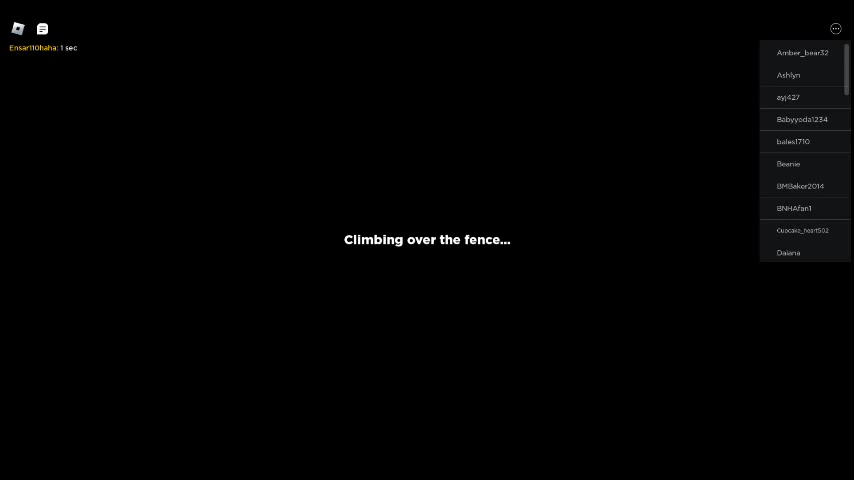 Ensar110haha: 1 sec
Amber_bear32
Ashlyn
ayj427
Babyyoda1234
bales1710
Beanie
BMBaker2014
BNHAfan1
Cupcake_heart502
Daiana
Climbing over the fence...